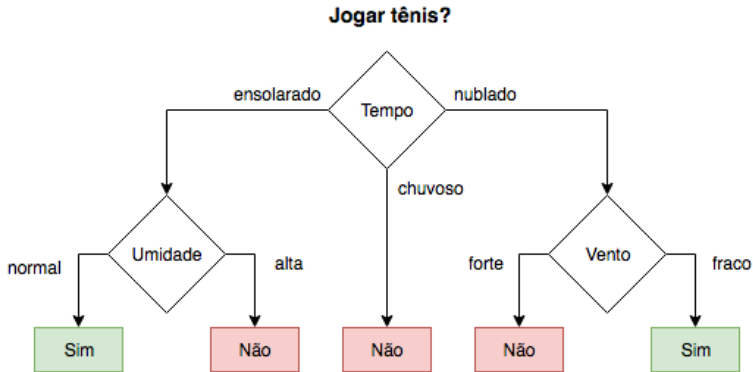 Jogar tênis?
ensolarado
Tempo
nublado
chuvoso
normal
Umidade
alta
forte
Vento
fraco
Sim
Não
Não
Não
Sim